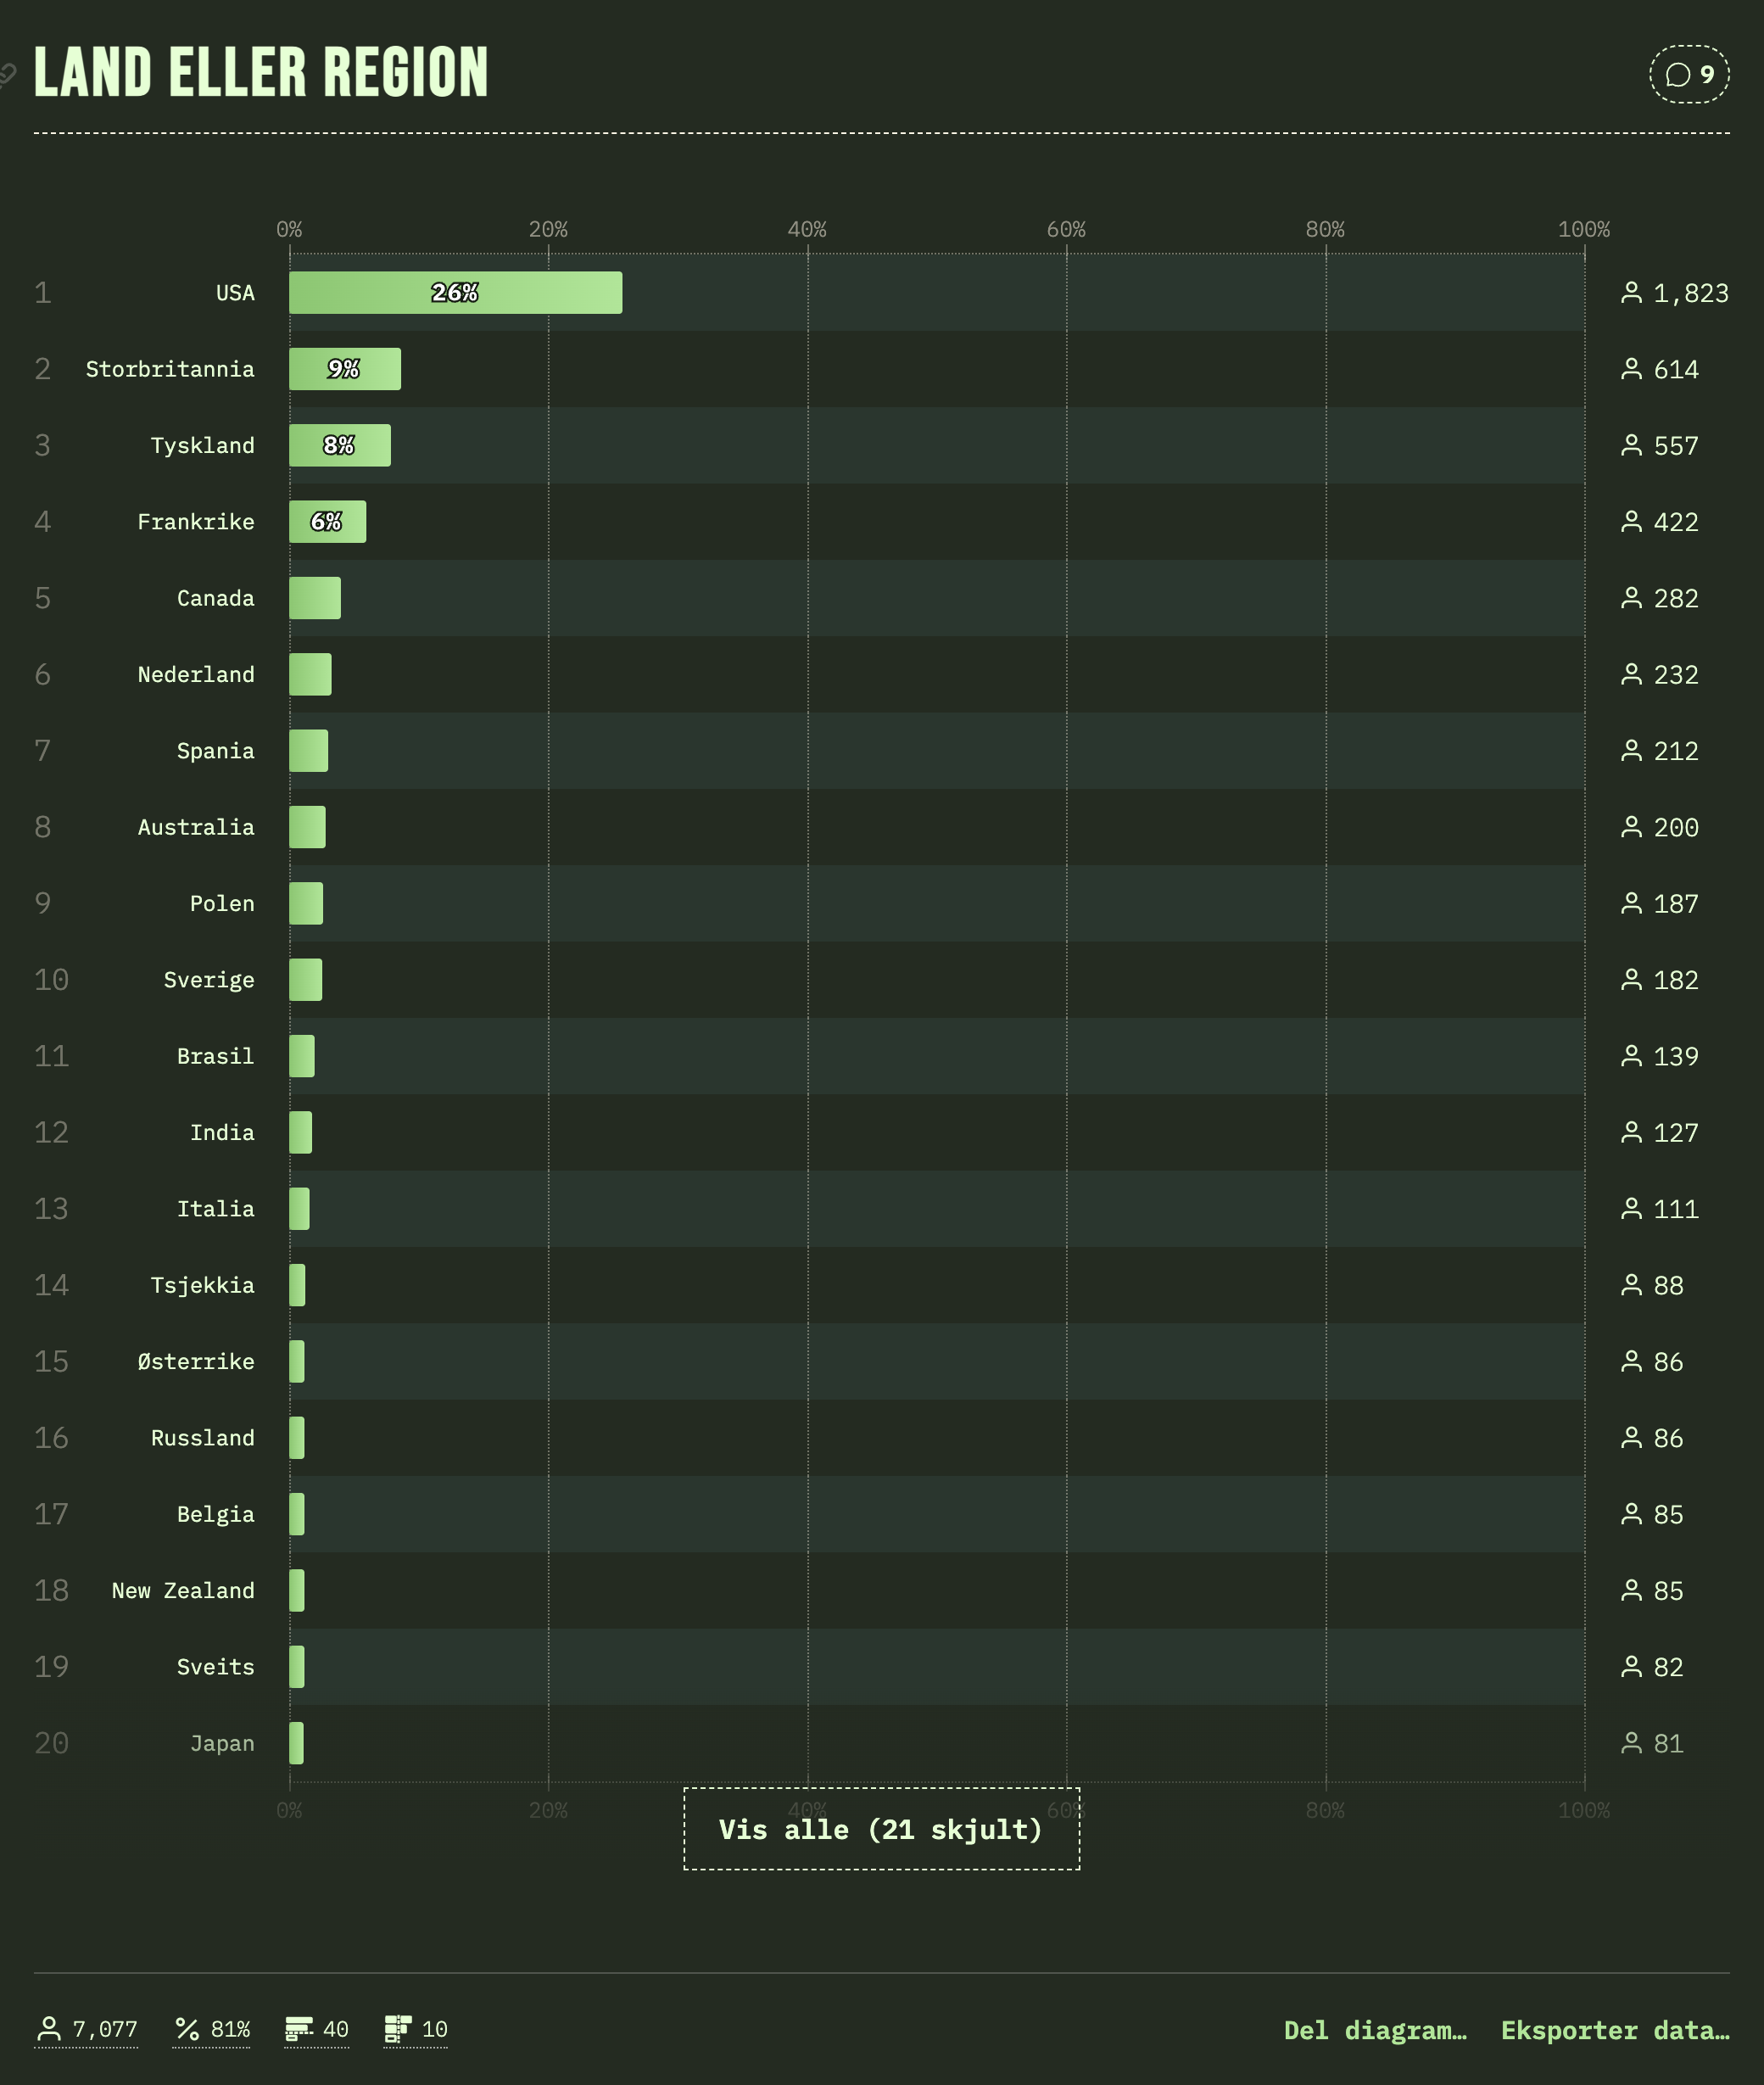 LAND ELLER REGION
9
0% 20% 40% 60% 80% 100%
1 USA 26% 1,823
2 Storbritannia 9% 614
3 Tyskland 8% 557
4 Frankrike 6% 422
5 Canada 282
6 Nederland 232
7 Spania 212
8 Australia 200
9 Polen 187
10 Sverige 182
11 Brasil 139
12 India 127
13 Italia 111
14 Tsjekkia 88
15 Østerrike 86
16 Russland 86
17 Belgia 85
18 New Zealand 85
19 Sveits 82
20 Japan 81
0% 20% 40% 60% 80% 100%
Vis alle (21 skjult)
7,077 81% 40 10 Del diagram… Eksporter data…